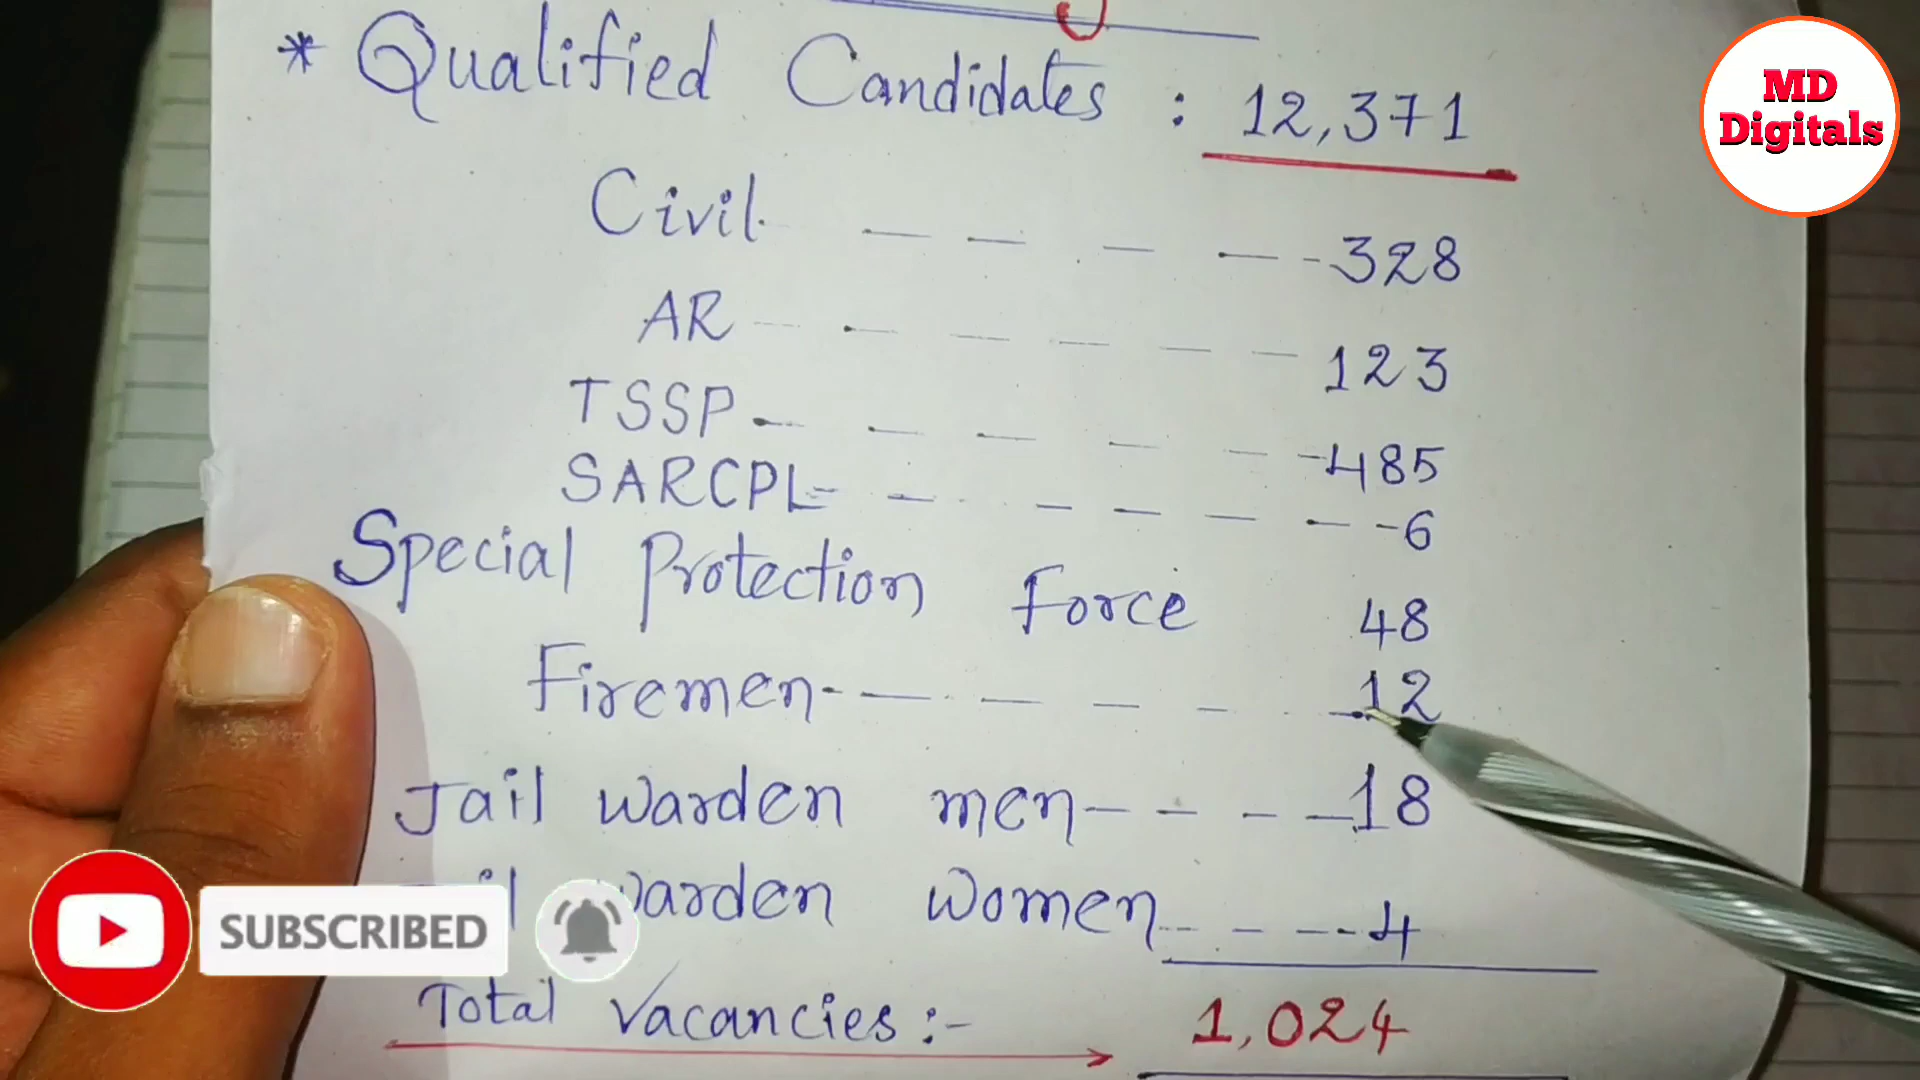 * Qualified Candidates : 12,371
MD
Digitals
Civil - - - - - 328
AR - - - - - - 123
TSSP - - - - - - 485
SARCPL - - - - - - - 6
Special Protection Force 48
Firemen - - - - - - 12
Jail warden men - - - - 18
warden women - - - - 4
SUBSCRIBED
Total Vacancies :- 1,024